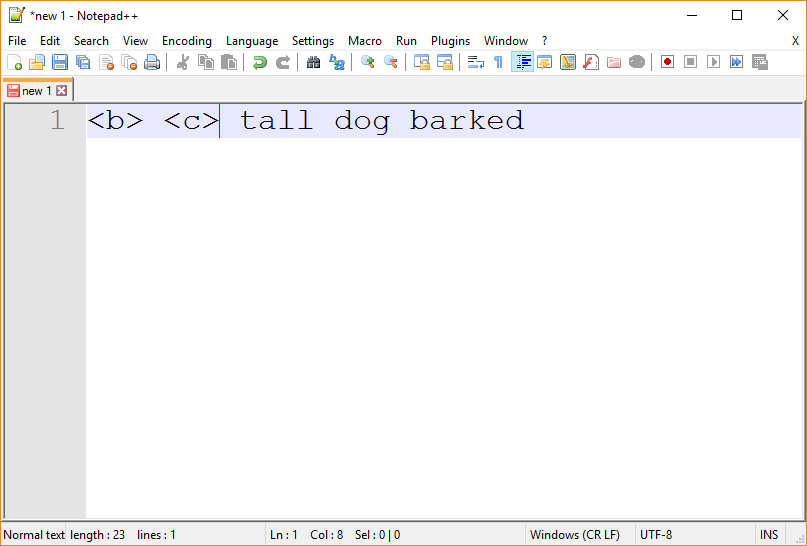 *new 1 - Notepad++
File Edit Search View Encoding Language Settings Macro Run Plugins Window ? X
new 1
1 <b> <c> tall dog barked
Normal text length : 23 lines : 1 Ln : 1 Col : 8 Sel : 0 | 0 Windows (CR LF) UTF-8 INS